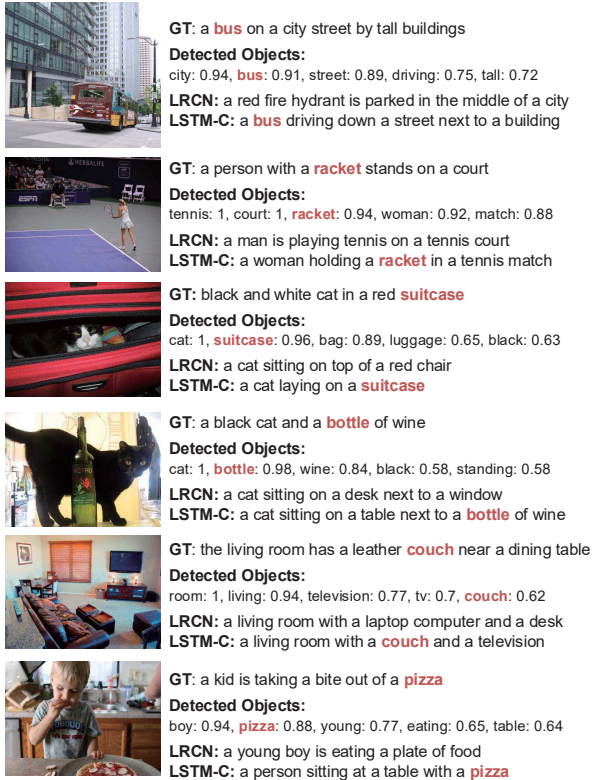 GT: a bus on a city street by tall buildings
Detected Objects:
city: 0.94, bus: 0.91, street: 0.89, driving: 0.75, tall: 0.72
LRCN: a red fire hydrant is parked in the middle of a city
LSTM-C: a bus driving down a street next to a building
HERBALIFE
ESPN
GT: a person with a racket stands on a court
Detected Objects:
tennis: 1, court: 1, racket: 0.94, woman: 0.92, match: 0.88
LRCN: a man is playing tennis on a tennis court
LSTM-C: a woman holding a racket in a tennis match
GT: black and white cat in a red suitcase
Detected Objects:
cat: 1, suitcase: 0.96, bag: 0.89, luggage: 0.65, black: 0.63
LRCN: a cat sitting on top of a red chair
LSTM-C: a cat laying on a suitcase
GT: a black cat and a bottle of wine
Detected Objects:
cat: 1, bottle: 0.98, wine: 0.84, black: 0.58, standing: 0.58
LRCN: a cat sitting on a desk next to a window
LSTM-C: a cat sitting on a table next to a bottle of wine
GT: the living room has a leather couch near a dining table
Detected Objects:
room: 1, living: 0.94, television: 0.77, tv: 0.7, couch: 0.62
LRCN: a living room with a laptop computer and a desk
LSTM-C: a living room with a couch and a television
GT: a kid is taking a bite out of a pizza
Detected Objects:
boy: 0.94, pizza: 0.88, young: 0.77, eating: 0.65, table: 0.64
LRCN: a young boy is eating a plate of food
LSTM-C: a person sitting at a table with a pizza